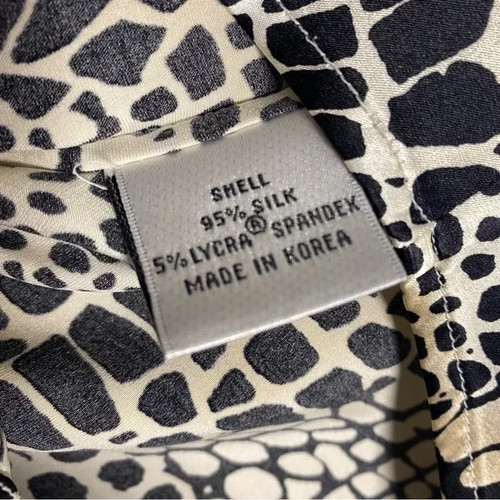 SHELL
95% SILK
5% LYCRA® SPANDEX
MADE IN KOREA